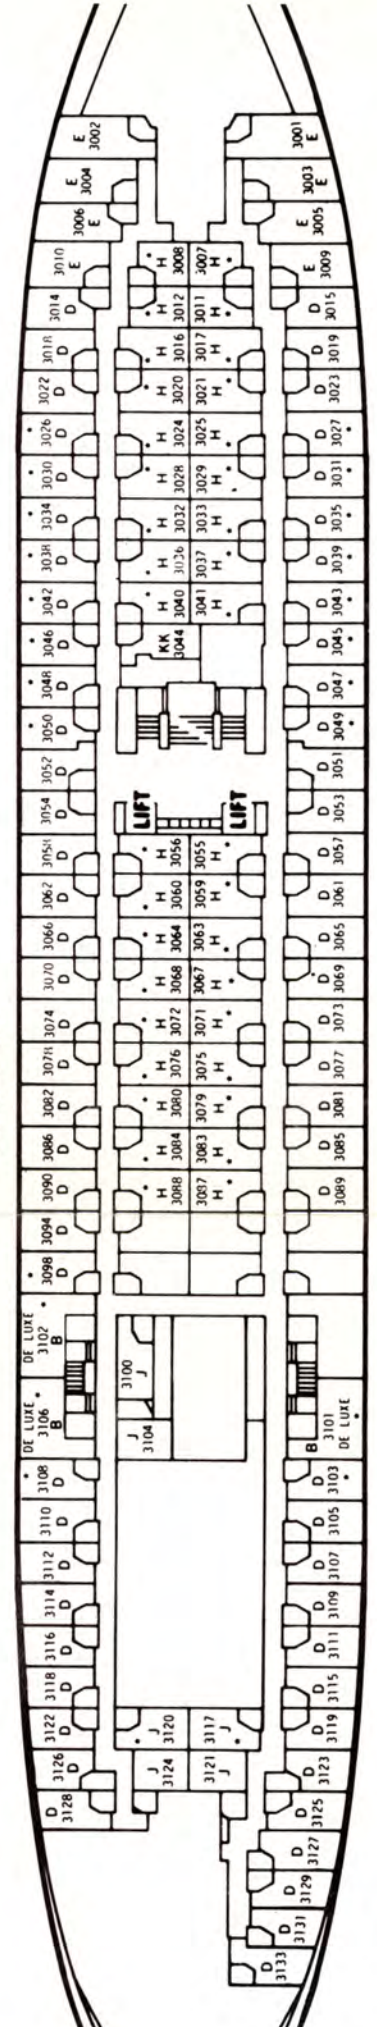 E
3002
3001
E
E
3004
3003
E
3006
E
E
3005
3010
E
H 3008
3007 H
E
3009
3014
D
H 3012
3011 H
D
3015
3018
D
H 3016
3017 H
D
3019
3022
D
H 3020
3021 H
D
3023
3026
D
H 3024
3025 H
D
3027
3030
D
H 3028
3029 H
D
3031
3034
D
H 3032
3033 H
D
3035
3038
D
H 3036
3037 H
D
3039
3042
D
H 3040
3041 H
D
3043
3046
D
KK
3044
D
3045
3048
D
D
3047
3050
D
D
3049
3052
D
D
3051
3054
D
LIFT
LIFT
D
3053
3058
D
H 3056
3055 H
D
3057
3062
D
H 3060
3059 H
D
3061
3066
D
H 3064
3063 H
D
3065
3070
D
H 3068
3067 H
D
3069
3074
D
H 3072
3071 H
D
3073
3078
D
H 3076
3075 H
D
3077
3082
D
H 3080
3079 H
D
3081
3086
D
H 3084
3083 H
D
3085
3090
D
H 3088
3087 H
D
3089
3094
D
3098
D
DE LUXE
3102
B
3100
J
DE LUXE
3106
B
J
3104
B
3101
DE LUXE
3108
D
D
3103
3110
D
D
3105
3112
D
D
3107
3114
D
D
3109
3116
D
D
3111
3118
D
D
3115
3122
D
J
3120
3117
J
D
3119
3126
D
J
3124
3121
J
D
3123
D
3128
D
3125
D
3127
D
3129
D
3131
D
3133